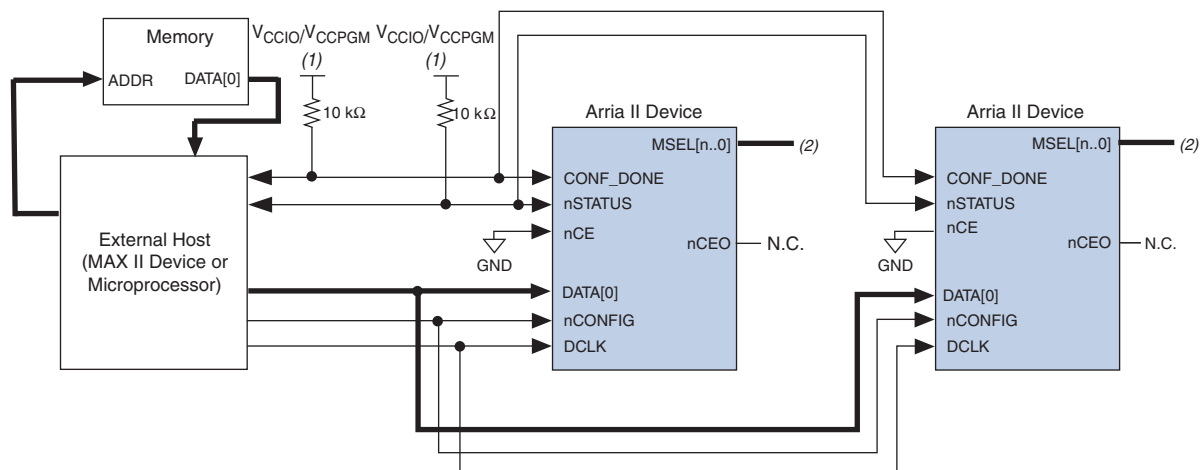 Memory
ADDR
DATA[0]
VCCIO/VCCPGM
(1)
10 kΩ
VCCIO/VCCPGM
(1)
10 kΩ
External Host
(MAX II Device or
Microprocessor)
Arria II Device
MSEL[n..0]
(2)
CONF_DONE
nSTATUS
nCE
GND
nCEO
N.C.
DATA[0]
nCONFIG
DCLK
Arria II Device
MSEL[n..0]
(2)
CONF_DONE
nSTATUS
nCE
GND
nCEO
N.C.
DATA[0]
nCONFIG
DCLK